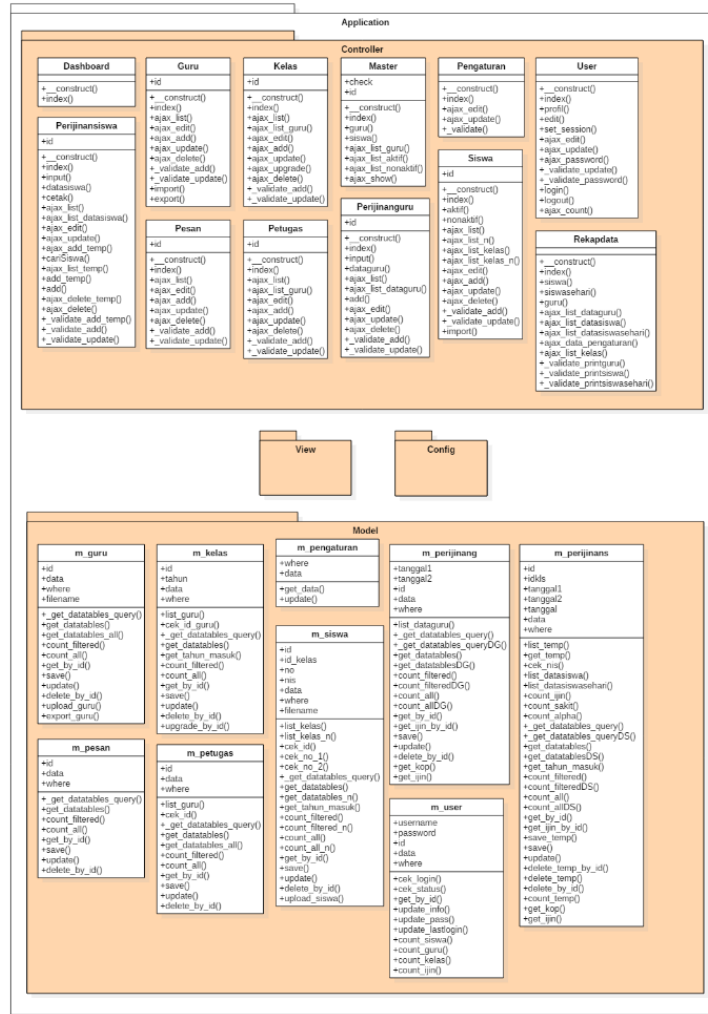 Application
Controller
Dashboard
+__construct()
+index()
Guru
+id
+__construct()
+index()
+ajax_list()
+ajax_edit()
+ajax_add()
+ajax_update()
+ajax_delete()
+_validate_add()
+_validate_update()
+import()
+export()
Kelas
+id
+__construct()
+index()
+ajax_list()
+ajax_list_guru()
+ajax_edit()
+ajax_add()
+ajax_update()
+ajax_upgrade()
+ajax_delete()
+_validate_add()
+_validate_update()
Master
+check
+id
+__construct()
+index()
+guru()
+siswa()
+ajax_list_guru()
+ajax_list_aktif()
+ajax_list_nonaktif()
+ajax_show()
Pengaturan
+__construct()
+index()
+ajax_edit()
+ajax_update()
+_validate()
User
+__construct()
+index()
+profil()
+edit()
+set_session()
+ajax_edit()
+ajax_update()
+ajax_password()
+_validate_update()
+_validate_password()
+login()
+logout()
+ajax_count()
Perijinansiswa
+id
+__construct()
+index()
+input()
+datasiswa()
+cetak()
+ajax_list()
+ajax_list_datasiswa()
+ajax_edit()
+ajax_update()
+ajax_add_temp()
+cariSiswa()
+ajax_list_temp()
+add_temp()
+add()
+ajax_delete_temp()
+ajax_delete()
+_validate_add_temp()
+_validate_add()
+_validate_update()
Pesan
+id
+__construct()
+index()
+ajax_list()
+ajax_edit()
+ajax_add()
+ajax_update()
+ajax_delete()
+_validate_add()
+_validate_update()
Petugas
+id
+__construct()
+index()
+ajax_list()
+ajax_list_guru()
+ajax_edit()
+ajax_add()
+ajax_update()
+ajax_delete()
+_validate_add()
+_validate_update()
Perijinanguru
+id
+__construct()
+index()
+input()
+dataguru()
+ajax_list()
+ajax_list_dataguru()
+add()
+ajax_edit()
+ajax_update()
+ajax_delete()
+_validate_add()
+_validate_update()
Siswa
+id
+__construct()
+index()
+aktif()
+nonaktif()
+ajax_list()
+ajax_list_n()
+ajax_list_kelas()
+ajax_list_kelas_n()
+ajax_edit()
+ajax_add()
+ajax_update()
+ajax_delete()
+_validate_add()
+_validate_update()
+import()
Rekapdata
+__construct()
+index()
+siswa()
+siswasehari()
+guru()
+ajax_list_dataguru()
+ajax_list_datasiswa()
+ajax_list_datasiswasehari()
+ajax_data_pengaturan()
+ajax_list_kelas()
+_validate_printguru()
+_validate_printsiswa()
+_validate_printsiswasehari()
View
Config
Model
m_guru
+id
+data
+where
+filename
+_get_datatables_query()
+get_datatables()
+get_datatables_all()
+count_filtered()
+count_all()
+get_by_id()
+save()
+update()
+delete_by_id()
+upload_guru()
+export_guru()
m_kelas
+id
+tahun
+data
+where
+list_guru()
+cek_id_guru()
+_get_datatables_query()
+get_datatables()
+get_tahun_masuk()
+count_filtered()
+count_all()
+get_by_id()
+save()
+update()
+delete_by_id()
+upgrade_by_id()
m_pengaturan
+where
+data
+get_data()
+update()
m_perijinang
+tanggal1
+tanggal2
+id
+data
+where
+list_dataguru()
+_get_datatables_query()
+_get_datatables_queryDG()
+get_datatables()
+get_datatablesDG()
+count_filtered()
+count_filteredDG()
+count_all()
+count_allDG()
+get_by_id()
+get_ijin_by_id()
+save()
+update()
+delete_by_id()
+get_kop()
+get_ijin()
m_perijinans
+id
+idkls
+tanggal1
+tanggal2
+tanggal
+data
+where
+list_temp()
+get_temp()
+cek_nis()
+list_datasiswa()
+list_datasiswasehari()
+count_ijin()
+count_sakit()
+count_alpha()
+_get_datatables_query()
+_get_datatables_queryDS()
+get_datatables()
+get_datatablesDS()
+get_tahun_masuk()
+count_filtered()
+count_filteredDS()
+count_all()
+count_allDS()
+get_by_id()
+get_ijin_by_id()
+save_temp()
+save()
+update()
+delete_temp_by_id()
+delete_temp()
+delete_by_id()
+count_temp()
+get_kop()
+get_ijin()
m_siswa
+id
+id_kelas
+no
+nis
+data
+where
+filename
+list_kelas()
+list_kelas_n()
+cek_id()
+cek_no_1()
+cek_no_2()
+_get_datatables_query()
+get_datatables()
+get_datatables_n()
+get_tahun_masuk()
+count_filtered()
+count_filtered_n()
+count_all()
+count_all_n()
+get_by_id()
+save()
+update()
+delete_by_id()
+upload_siswa()
m_pesan
+id
+data
+where
+_get_datatables_query()
+get_datatables()
+count_filtered()
+count_all()
+get_by_id()
+save()
+update()
+delete_by_id()
m_petugas
+id
+data
+where
+list_guru()
+cek_id()
+_get_datatables_query()
+get_datatables()
+get_datatables_all()
+count_filtered()
+count_all()
+get_by_id()
+save()
+update()
+delete_by_id()
m_user
+username
+password
+id
+data
+where
+cek_login()
+cek_status()
+get_by_id()
+update_info()
+update_pass()
+update_lastlogin()
+count_siswa()
+count_guru()
+count_kelas()
+count_ijin()